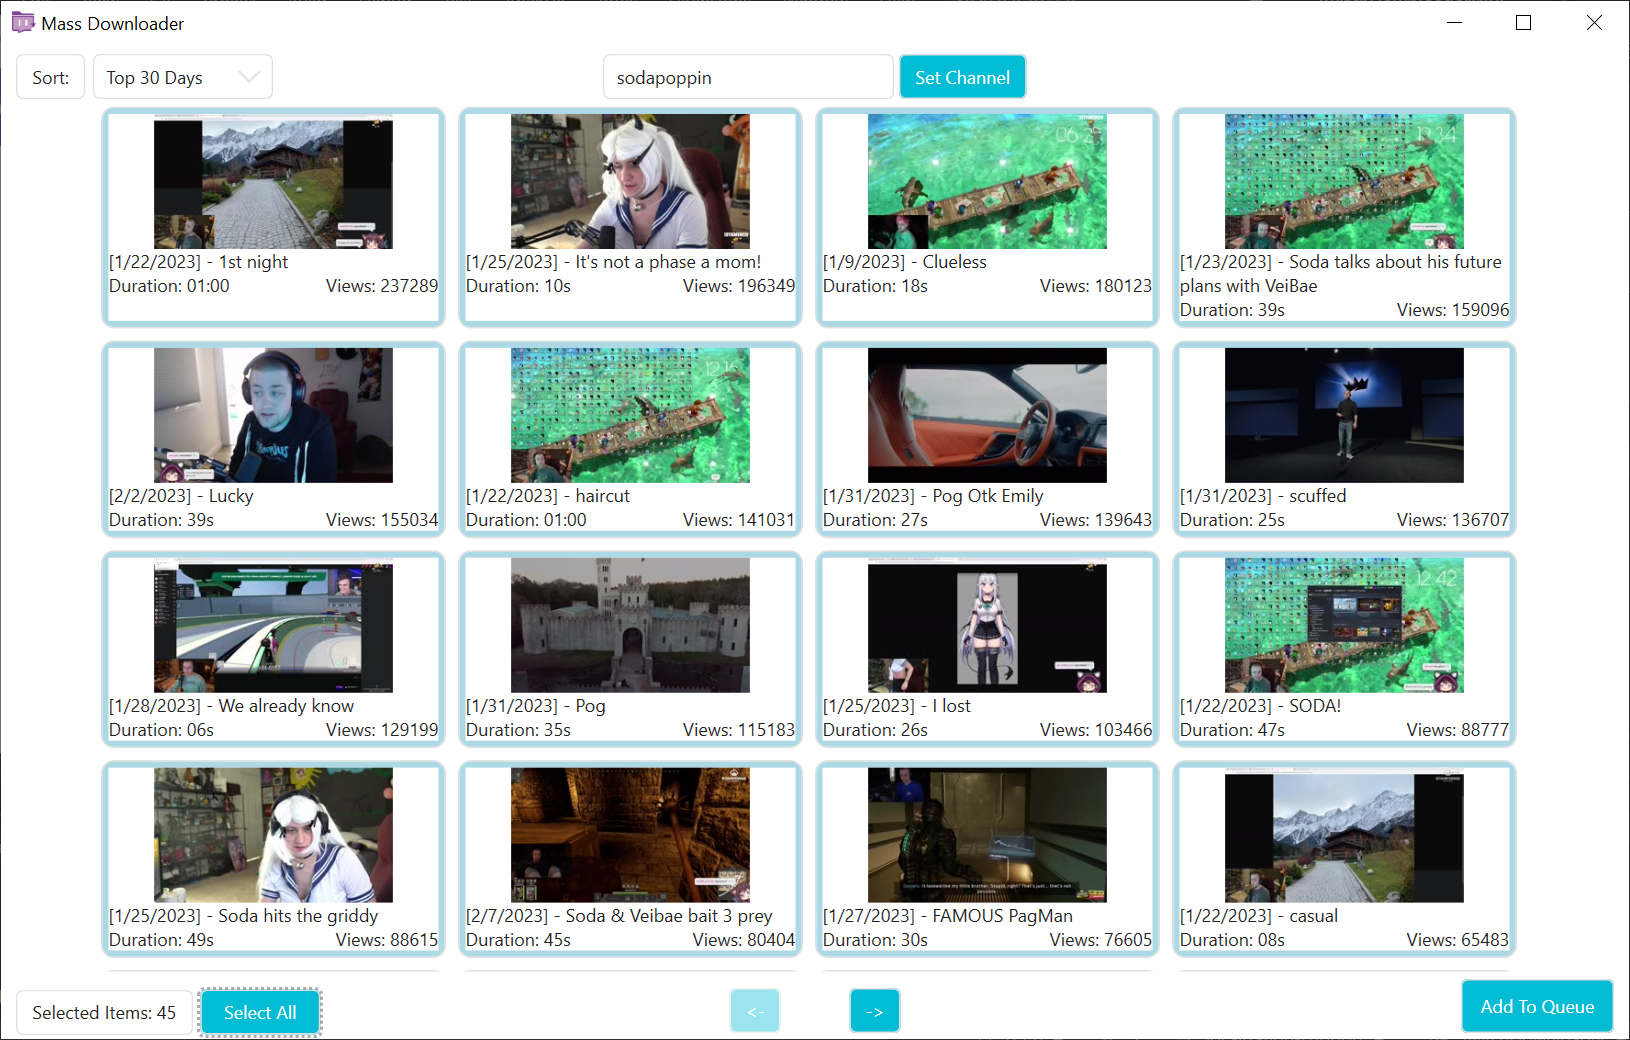 Mass Downloader
Sort:
Top 30 Days
sodapoppin
Set Channel
[1/22/2023] - 1st night
Duration: 01:00
Views: 237289
[1/25/2023] - It's not a phase a mom!
Duration: 10s
Views: 196349
[1/9/2023] - Clueless
Duration: 18s
Views: 180123
12:34
[1/23/2023] - Soda talks about his future
plans with VeiBae
Duration: 39s
Views: 159096
[2/2/2023] - Lucky
Duration: 39s
Views: 155034
[1/22/2023] - haircut
Duration: 01:00
Views: 141031
[1/31/2023] - Pog Otk Emily
Duration: 27s
Views: 139643
[1/31/2023] - scuffed
Duration: 25s
Views: 136707
[1/28/2023] - We already know
Duration: 06s
Views: 129199
[1/31/2023] - Pog
Duration: 35s
Views: 115183
[1/25/2023] - I lost
Duration: 26s
Views: 103466
12:42
[1/22/2023] - SODA!
Duration: 47s
Views: 88777
[1/25/2023] - Soda hits the griddy
Duration: 49s
Views: 88615
[2/7/2023] - Soda & Veibae bait 3 prey
Duration: 45s
Views: 80404
[1/27/2023] - FAMOUS PagMan
Duration: 30s
Views: 76605
[1/22/2023] - casual
Duration: 08s
Views: 65483
Selected Items: 45
Select All
<-
->
Add To Queue